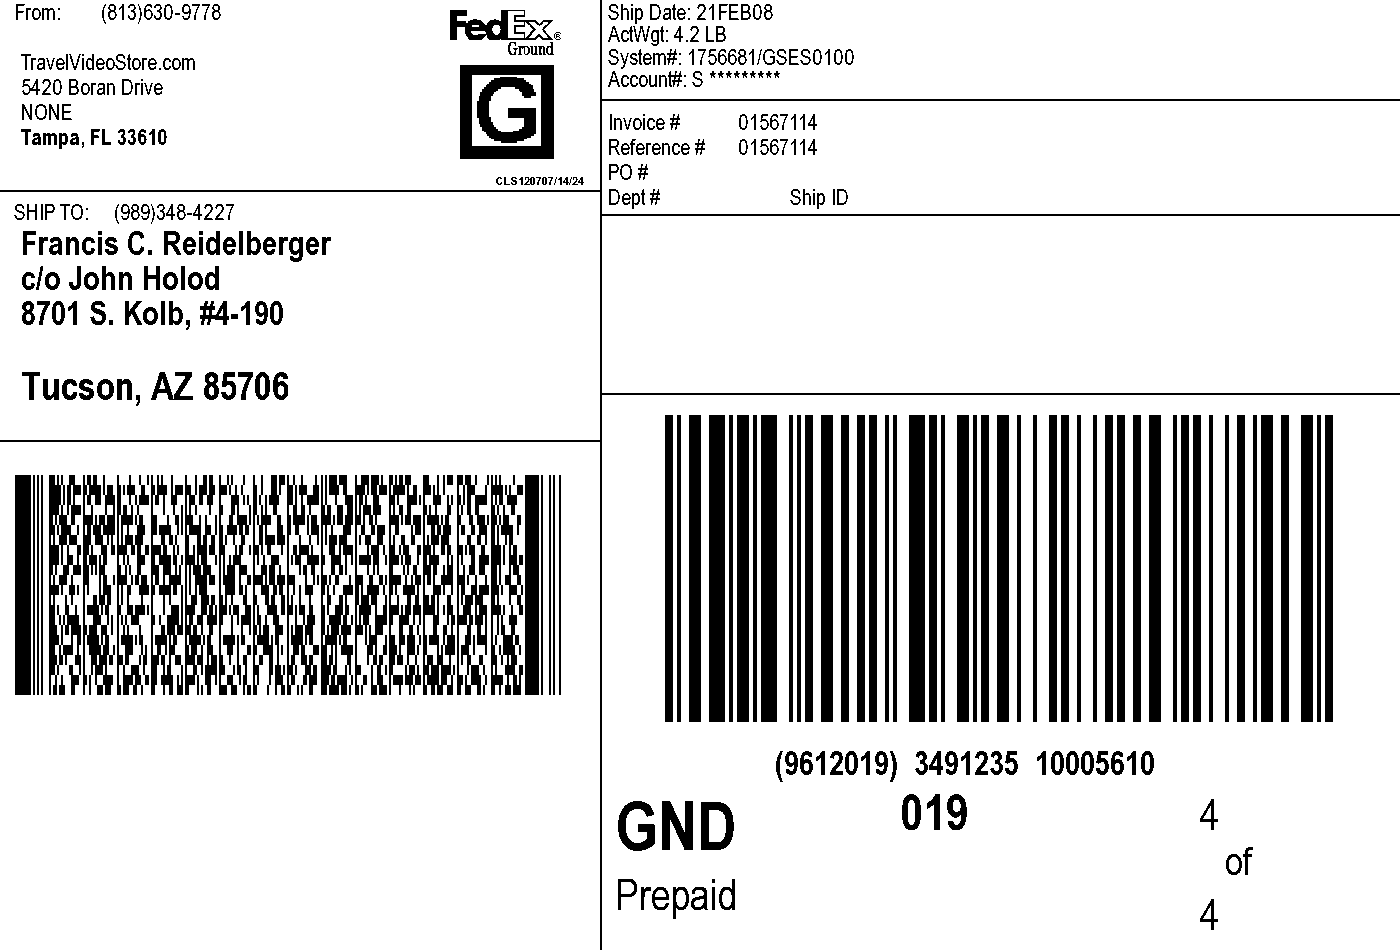 From: (813)630-9778
TravelVideoStore.com
5420 Boran Drive
NONE
Tampa, FL 33610
FedEx®
Ground
G
CLS120707/14/24
Ship Date: 21FEB08
ActWgt: 4.2 LB
System#: 1756681/GSES0100
Account#: S *********
Invoice # 01567114
Reference # 01567114
PO #
Dept # Ship ID
SHIP TO: (989)348-4227
Francis C. Reidelberger
c/o John Holod
8701 S. Kolb, #4-190
Tucson, AZ 85706
(9612019) 3491235 10005610
GND 019 4
of
Prepaid 4